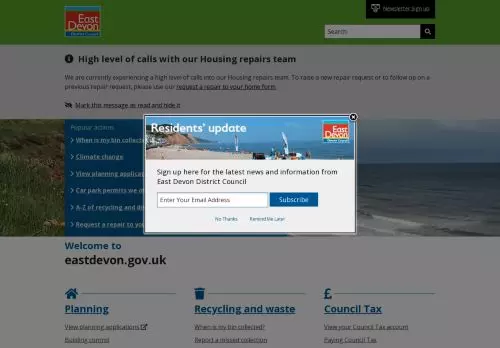 East
Devon
District Council
Newsletter sign up
Search
High level of calls with our Housing repairs team
We are currently experiencing a high level of calls into our Housing repairs team. To raise a new repair request or to follow up on a
previous repair request, please use our request a repair to your home form.
Mark this message as read and hide it
Popular actions
When is my bin collected
Climate change
View planning application
Car park permits we
A-Z of recycling and
Request a repair to yo
Residents' update
East
Devon
District Council
Sign up here for the latest news and information from
East Devon District Council
Enter Your Email Address
Subscribe
No Thanks
Remind Me Later
Welcome to
eastdevon.gov.uk
Planning
Recycling and waste
Council Tax
View planning applications
When is my bin collected?
View your Council Tax account
Building control
Report a missed collection
Paying Council Tax